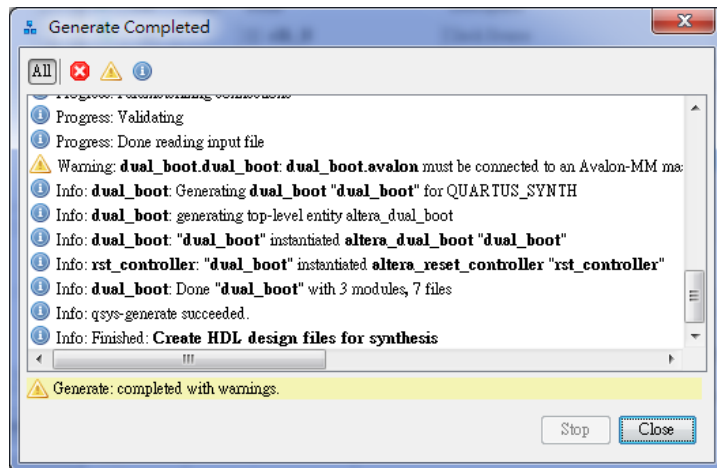 Generate Completed
All
Progress: Validating
Progress: Done reading input file
Warning: dual_boot.dual_boot: dual_boot.avalon must be connected to an Avalon-MM ma
Info: dual_boot: Generating dual_boot "dual_boot" for QUARTUS_SYNTH
Info: dual_boot: generating top-level entity altera_dual_boot
Info: dual_boot: "dual_boot" instantiated altera_dual_boot "dual_boot"
Info: rst_controller: "dual_boot" instantiated altera_reset_controller "rst_controller"
Info: dual_boot: Done "dual_boot" with 3 modules, 7 files
Info: qsys-generate succeeded.
Info: Finished: Create HDL design files for synthesis
Generate: completed with warnings.
Stop
Close